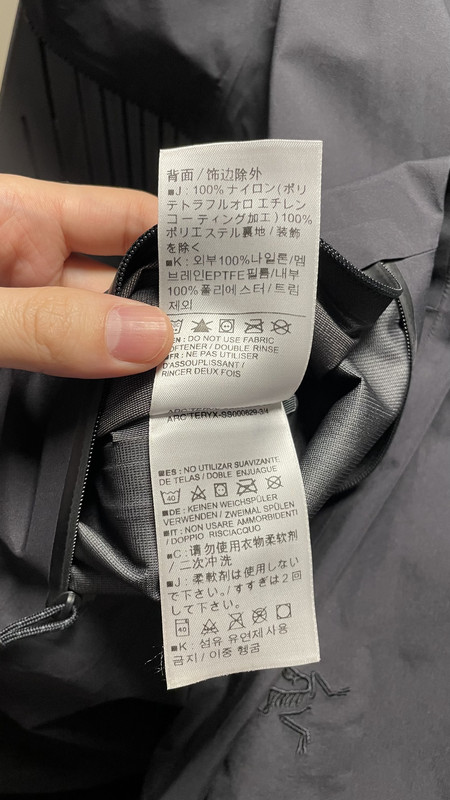 背面/饰边除外
■J: 100%ナイロン(ポリ
テトラフルオロ エチレン
コーティング加工) 100%
ポリエステル裏地/装飾
を除く
■K: 외부100%나일론/멤
브레인EPTFE필름/내부
100%폴리에스터/트림
제외
EN: DO NOT USE FABRIC
SOFTENER / DOUBLE RINSE
FR: NE PAS UTILISER
D'ASSOUPLISSANT /
RINCER DEUX FOIS
ARC'TERYX-SS000629-3/4
■ES: NO UTILIZAR SUAVIZANTE
DE TELAS / DOBLE ENJUAGUE
40
■DE: KEINEN WEICHSPÜLER
VERWENDEN / ZWEIMAL SPÜLEN
■IT: NON USARE AMMORBIDENTI
/ DOPPIO RISCIACQUO
■C: 请勿使用衣物柔软剂
/ 二次冲洗
■J: 柔軟剤は使用しない
で下さい。/すすぎは2回
して下さい。
40
■K: 섬유 유연제 사용
금지 / 이중 헹굼